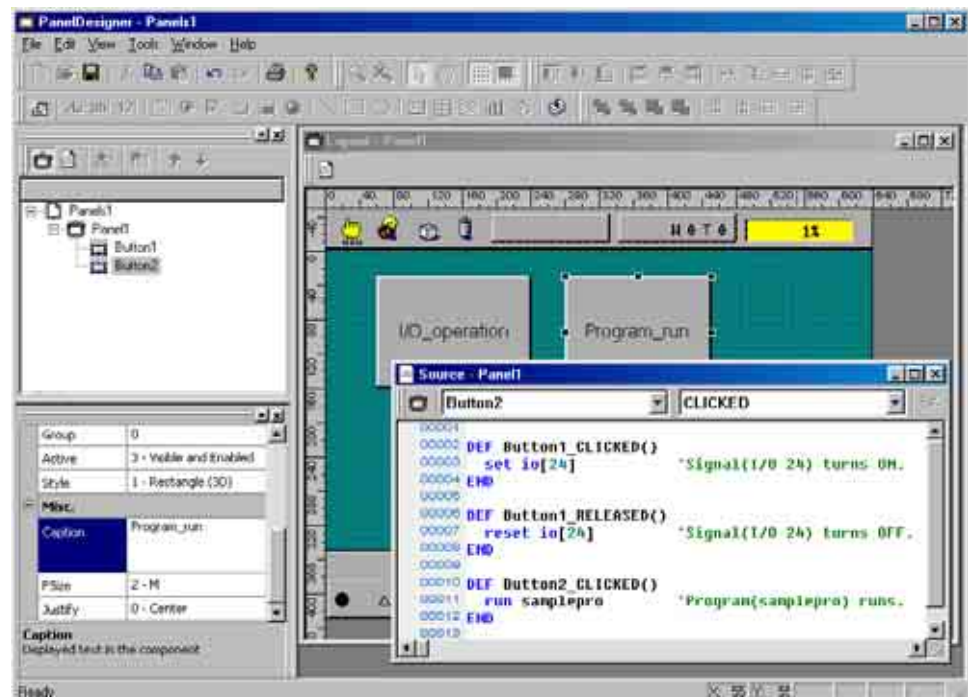 PanelDesigner - Panels1
File Edit View Tools Window Help
Panels1
Panel1
Button1
Button2
Group 0
Active 3 - Visible and Enabled
Style 1 - Rectangle (3D)
Misc.
Caption Program_run
FSize 2 - M
Justify 0 - Center
Caption
Displayed text in the component
Ready
1%
I/O_operation
Program_run
Source - Panel1
Button2 CLICKED
00001
00002 DEF Button1_CLICKED()
00003 set io[24] 'Signal(I/O 24) turns ON.
00004 END
00005
00006 DEF Button1_RELEASED()
00007 reset io[24] 'Signal(I/O 24) turns OFF.
00008 END
00009
00010 DEF Button2_CLICKED()
00011 run samplepro 'Program(samplepro) runs.
00012 END
00013